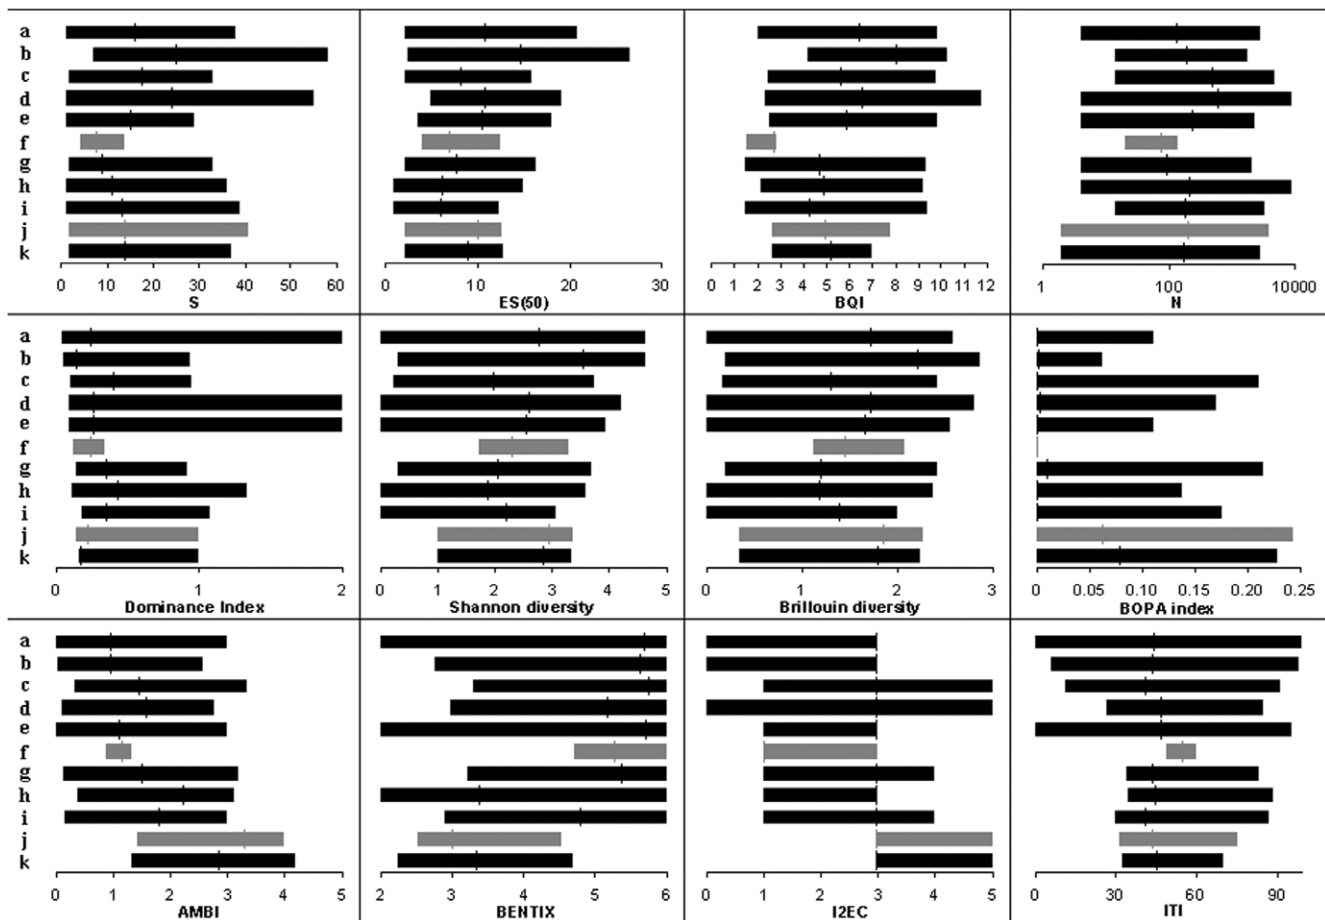 a
b
c
d
e
f
g
h
i
j
k
0 10 20 30 40 50 60
S
0 10 20 30
ES(50)
0 1 2 3 4 5 6 7 8 9 10 11 12
BQI
1 100 10000
N
a
b
c
d
e
f
g
h
i
j
k
0 1 2
Dominance Index
0 1 2 3 4 5
Shannon diversity
0 1 2 3
Brillouin diversity
0 0.05 0.10 0.15 0.20 0.25
BOPA index
a
b
c
d
e
f
g
h
i
j
k
0 1 2 3 4 5
AMBI
2 3 4 5 6
BENTIX
0 1 2 3 4 5
I2EC
0 30 60 90
ITI